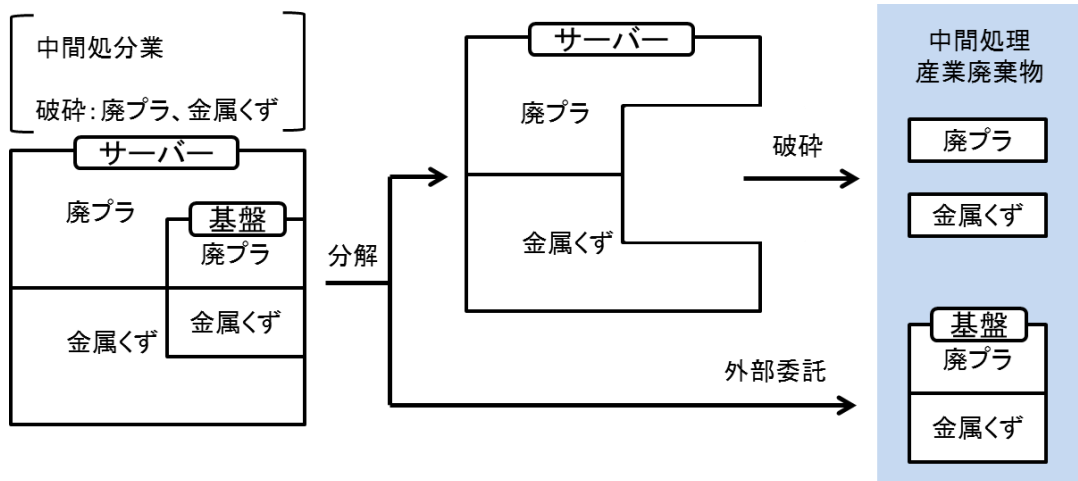 中間処分業
破砕：廃プラ、金属くず
サーバー
廃プラ
基盤
廃プラ
金属くず
金属くず
分解
サーバー
廃プラ
金属くず
破砕
外部委託
中間処理
産業廃棄物
廃プラ
金属くず
基盤
廃プラ
金属くず